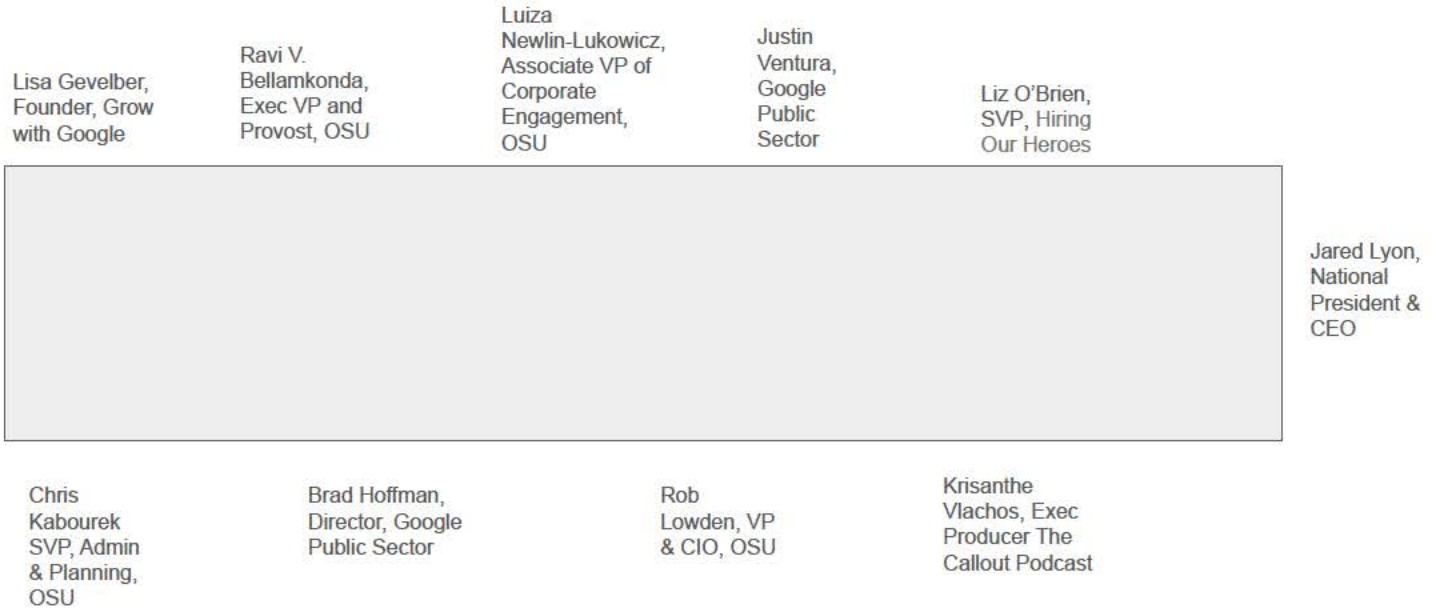 Lisa Gevelber,
Founder, Grow
with Google
Ravi V.
Bellamkonda,
Exec VP and
Provost, OSU
Luiza
Newlin-Lukowicz,
Associate VP of
Corporate
Engagement,
OSU
Justin
Ventura,
Google
Public
Sector
Liz O’Brien,
SVP, Hiring
Our Heroes
Jared Lyon,
National
President &
CEO
Chris
Kabourek
SVP, Admin
& Planning,
OSU
Brad Hoffman,
Director, Google
Public Sector
Rob
Lowden, VP
& CIO, OSU
Krisanthe
Vlachos, Exec
Producer The
Callout Podcast